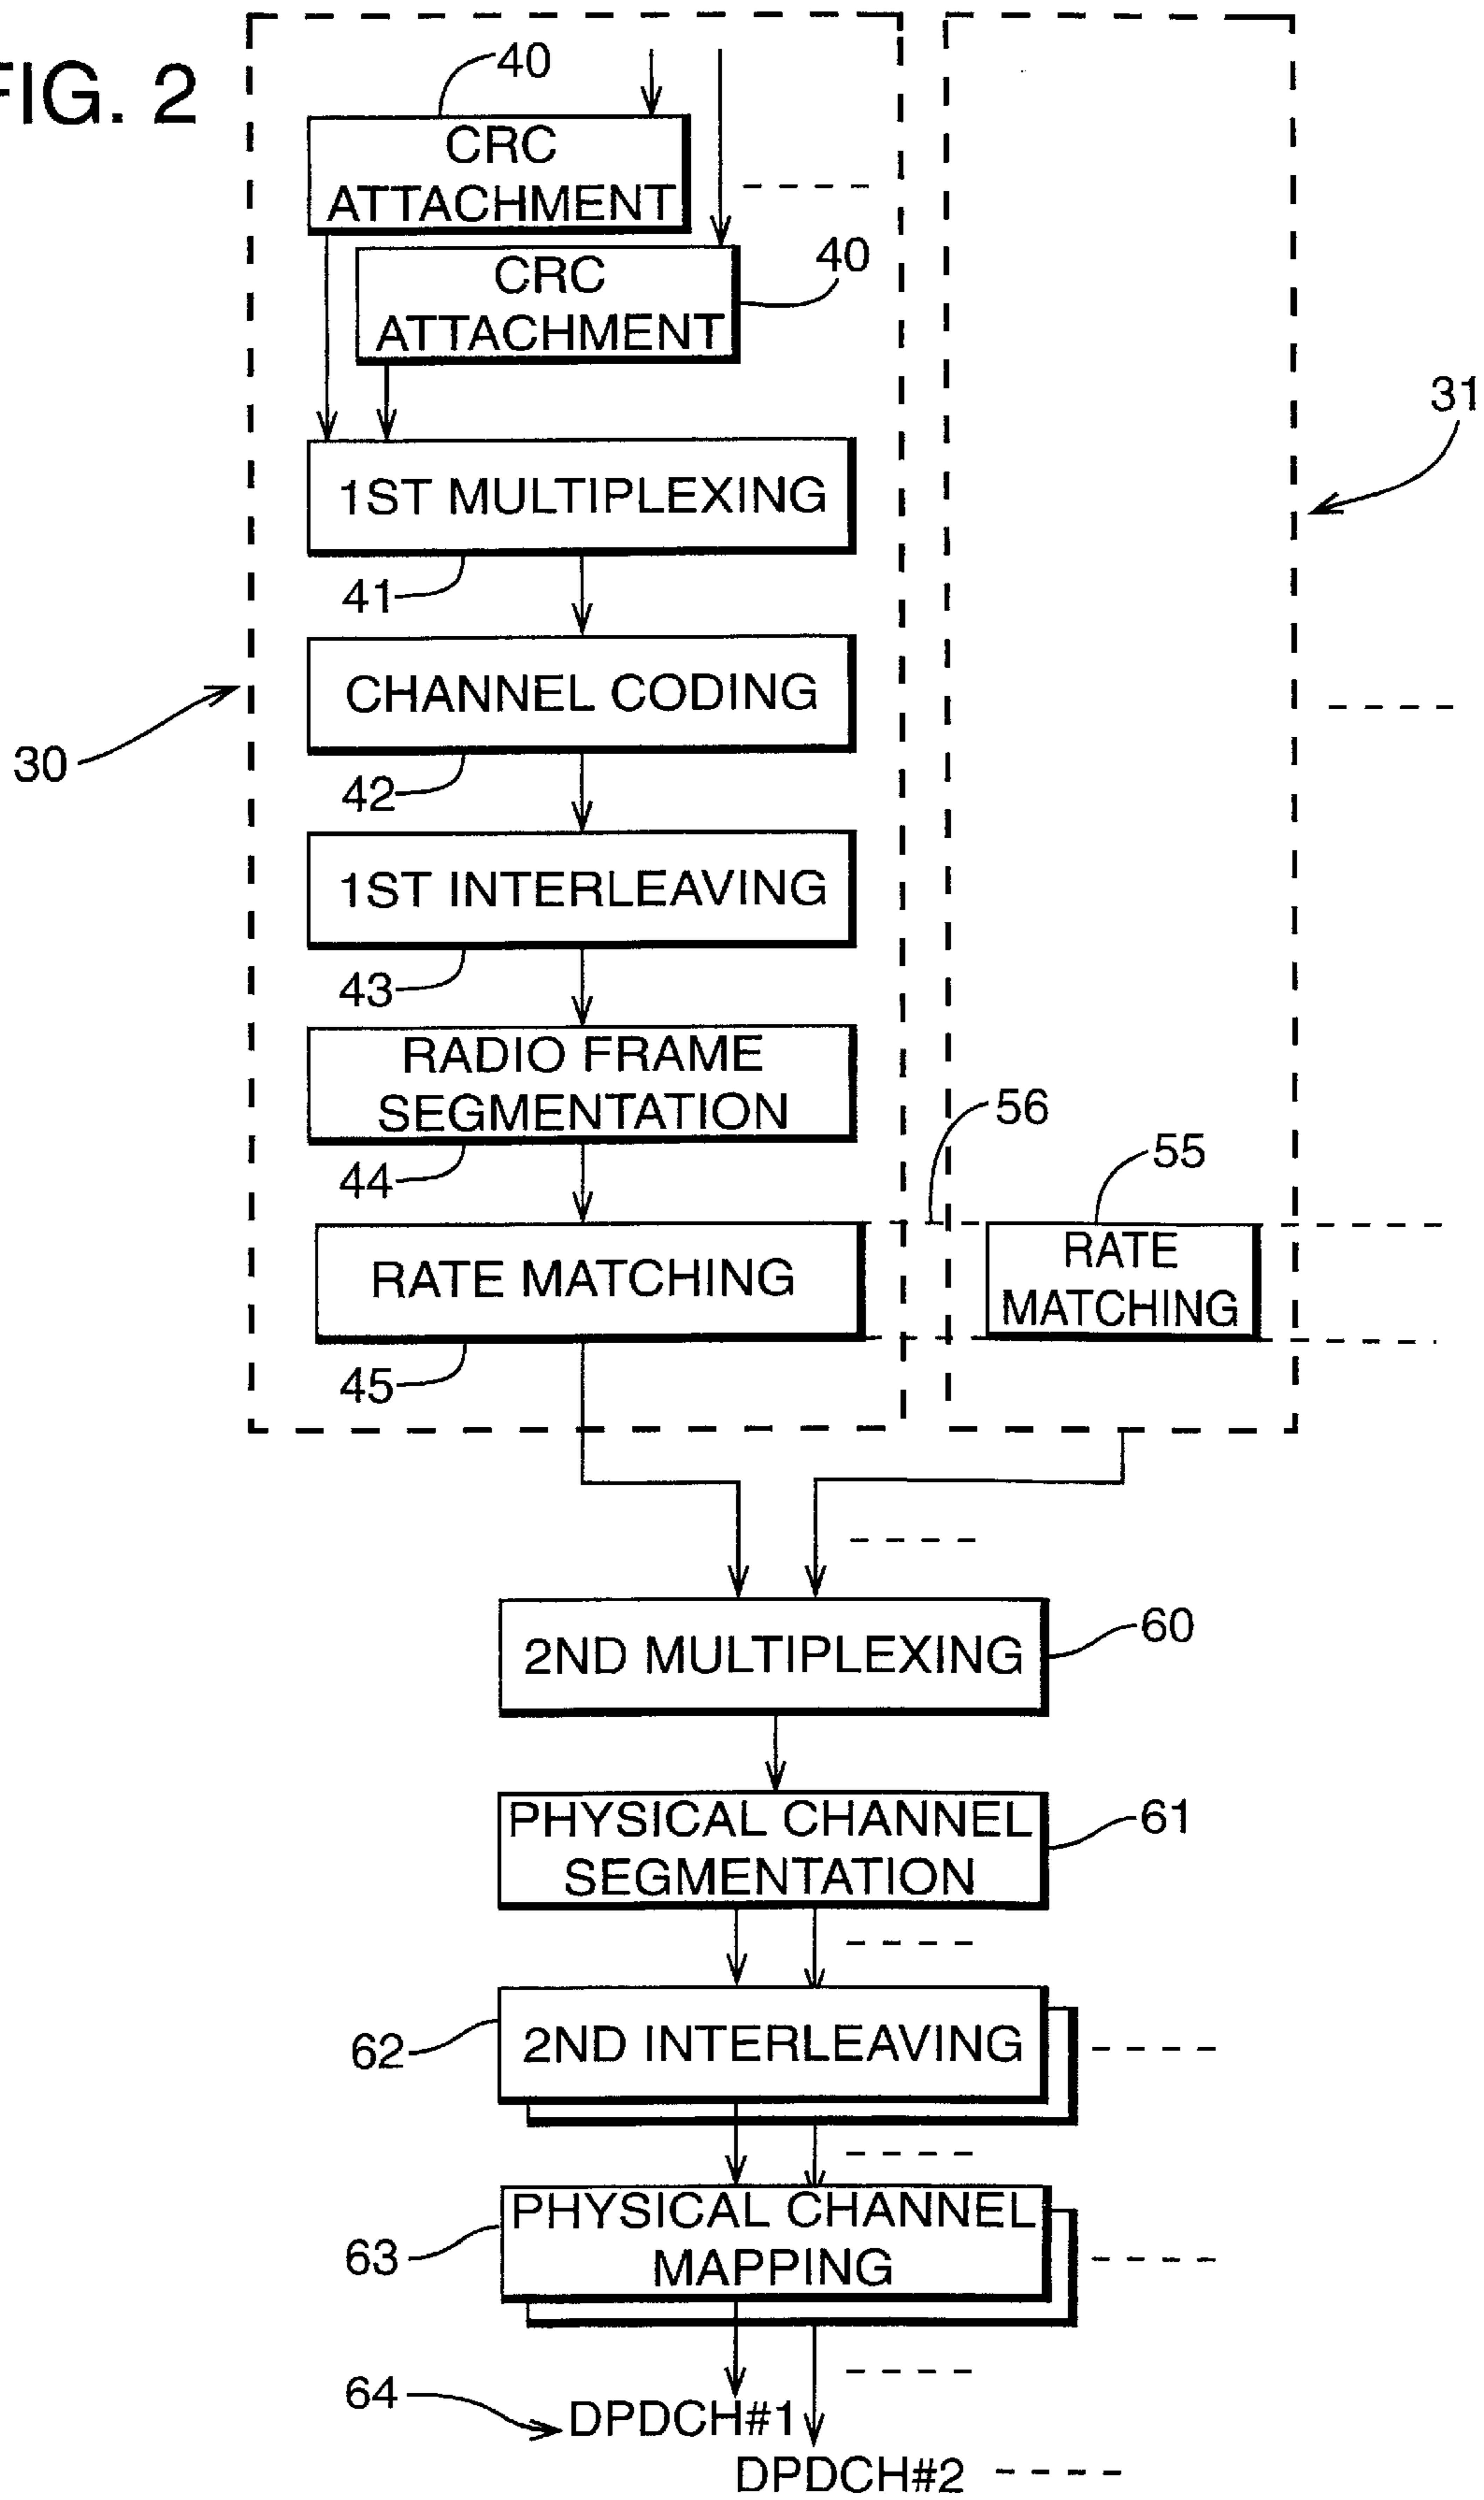 FIG. 2
40
CRC
ATTACHMENT
40
CRC
ATTACHMENT
31
1ST MULTIPLEXING
41
CHANNEL CODING
30
42
1ST INTERLEAVING
43
RADIO FRAME
SEGMENTATION
44
56
55
RATE MATCHING
45
RATE
MATCHING
2ND MULTIPLEXING
60
PHYSICAL CHANNEL
SEGMENTATION
61
62
2ND INTERLEAVING
63
PHYSICAL CHANNEL
MAPPING
64
DPDCH#1
DPDCH#2